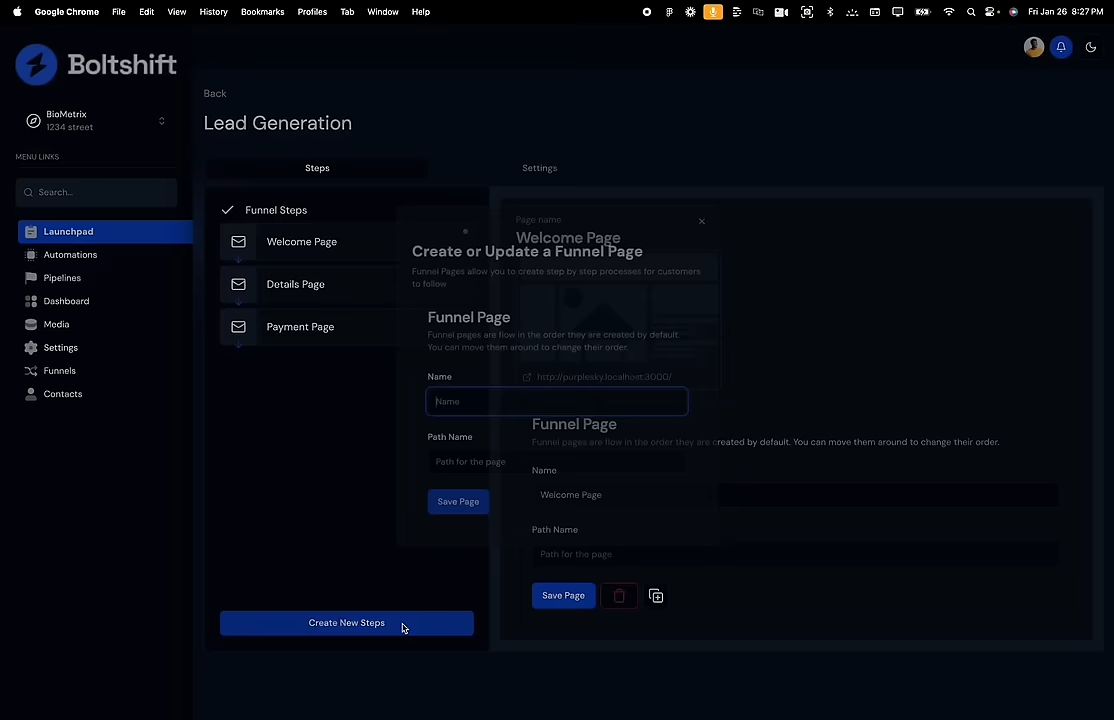 Google Chrome File Edit View History Bookmarks Profiles Tab Window Help Fri Jan 26 8:27 PM
Boltshift
BioMetrix
1234 street
MENU LINKS
Search...
Launchpad
Automations
Pipelines
Dashboard
Media
Settings
Funnels
Contacts
Back
Lead Generation
Steps
Settings
Funnel Steps
Welcome Page
Details Page
Payment Page
Create New Steps
Create or Update a Funnel Page
Funnel Pages allow you to create step by step processes for customers
to follow
Funnel Page
Funnel pages are flow in the order they are created by default.
You can move them around to change their order.
Name
Name
Path Name
Path for the page
Save Page
Page name
Welcome Page
http://purplesky.localhost:3000/
Funnel Page
Funnel pages are flow in the order they are created by default. You can move them around to change their order.
Name
Welcome Page
Path Name
Path for the page
Save Page